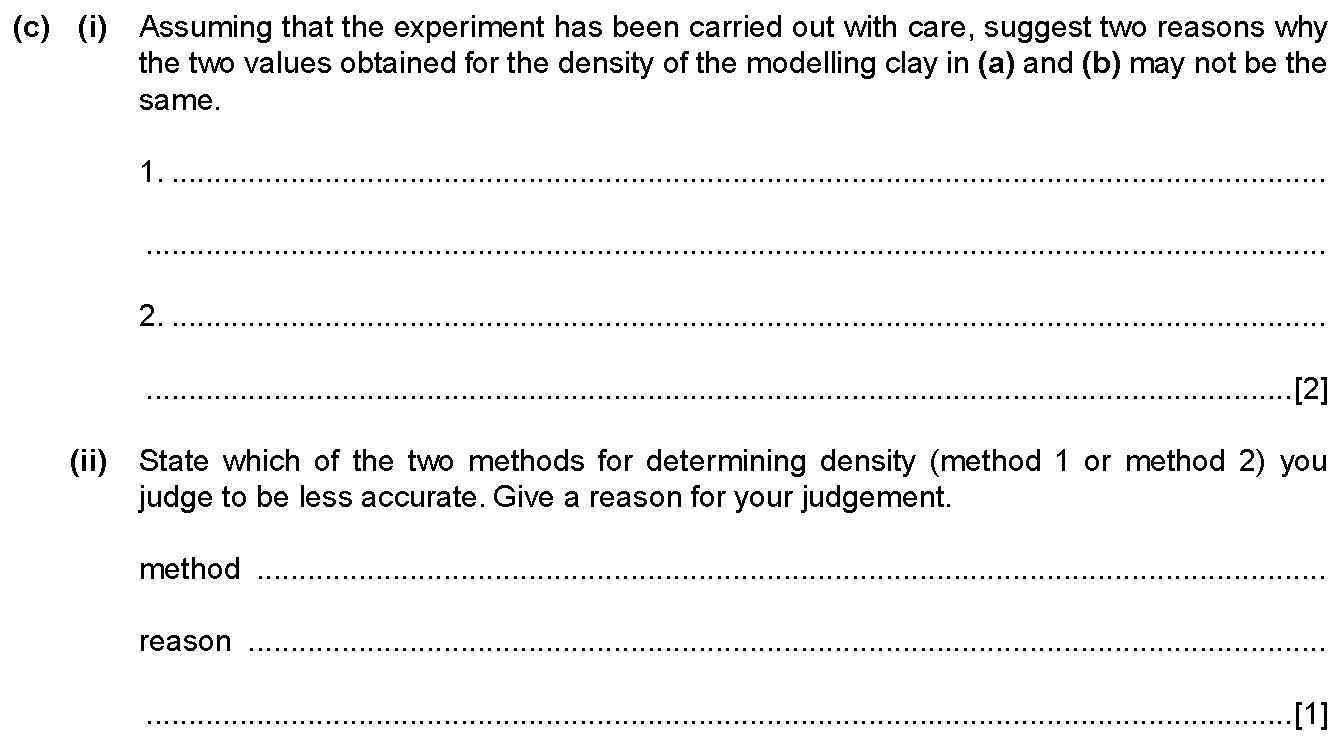 (c) (i) Assuming that the experiment has been carried out with care, suggest two reasons why
the two values obtained for the density of the modelling clay in (a) and (b) may not be the
same.
1. ........................................................................................................................................
...........................................................................................................................................
2. ........................................................................................................................................
.......................................................................................................................................[2]
(ii) State which of the two methods for determining density (method 1 or method 2) you
judge to be less accurate. Give a reason for your judgement.
method ..............................................................................................................................
reason ...............................................................................................................................
.......................................................................................................................................[1]